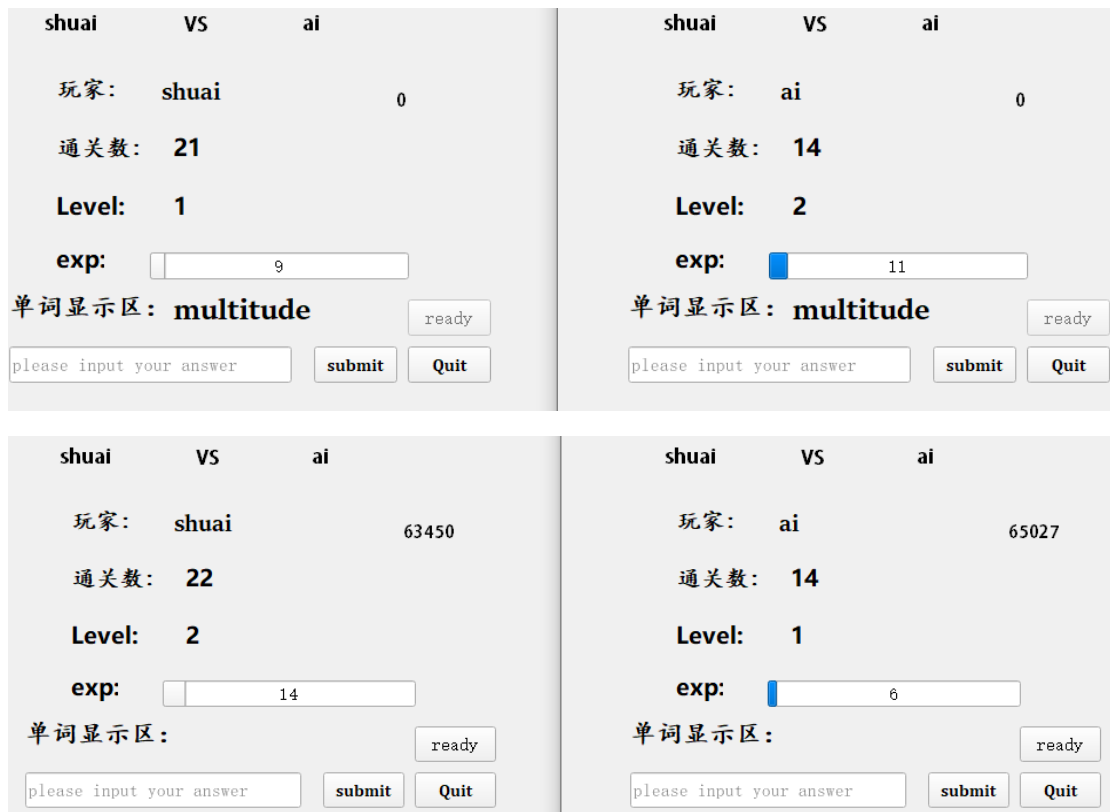 shuai VS ai
玩家： shuai 0
通关数： 21
Level: 1
exp: 9
单词显示区： multitude
ready
please input your answer submit Quit
shuai VS ai
玩家： ai 0
通关数： 14
Level: 2
exp: 11
单词显示区： multitude
ready
please input your answer submit Quit
shuai VS ai
玩家： shuai 63450
通关数： 22
Level: 2
exp: 14
单词显示区：
ready
please input your answer submit Quit
shuai VS ai
玩家： ai 65027
通关数： 14
Level: 1
exp: 6
单词显示区：
ready
please input your answer submit Quit